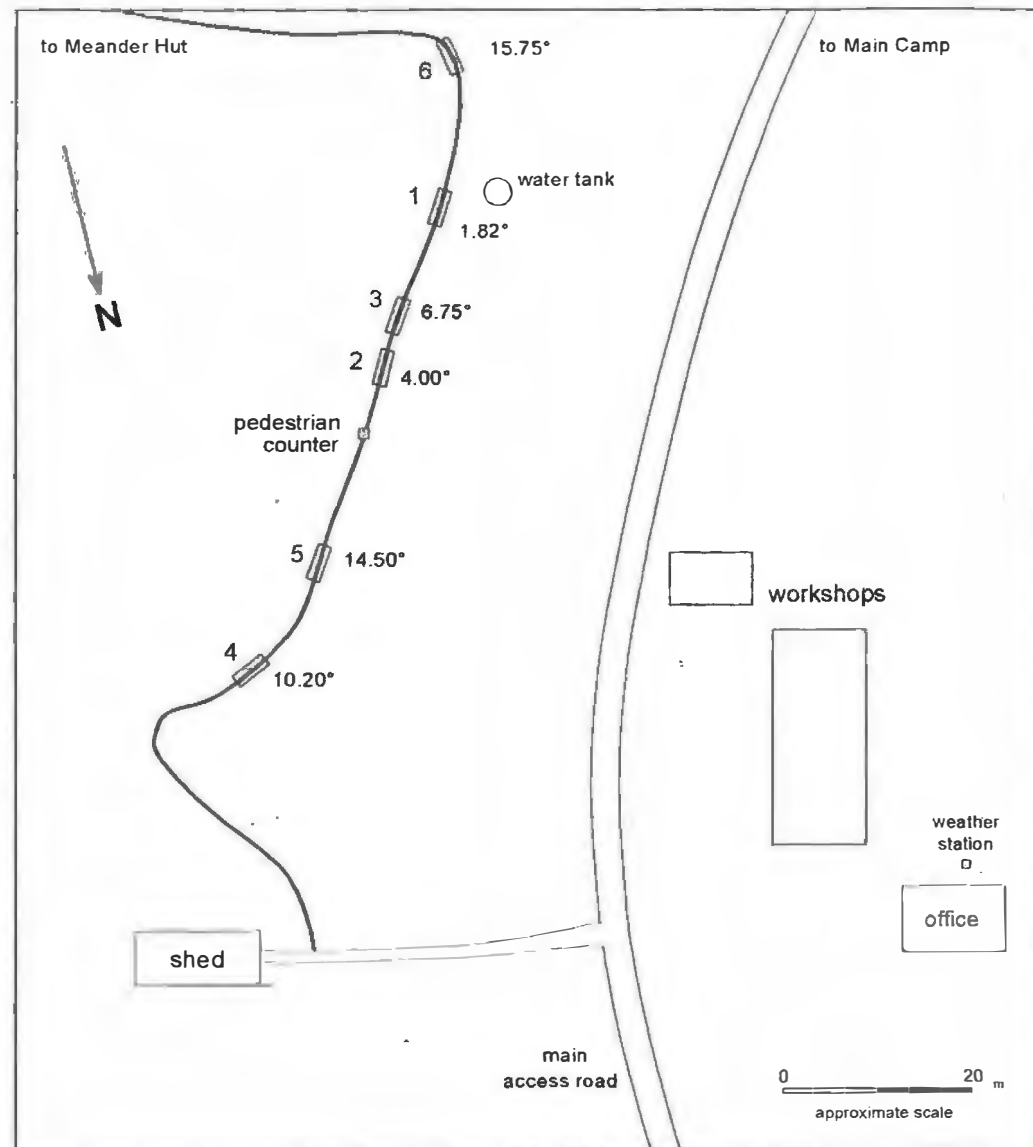 to Meander Hut
15.75°
to Main Camp
6
water tank
1
1.82°
3
6.75°
N
2
4.00°
pedestrian
counter
5
14.50°
workshops
4
10.20°
weather
station
office
shed
main
access road
0 20 m
approximate scale